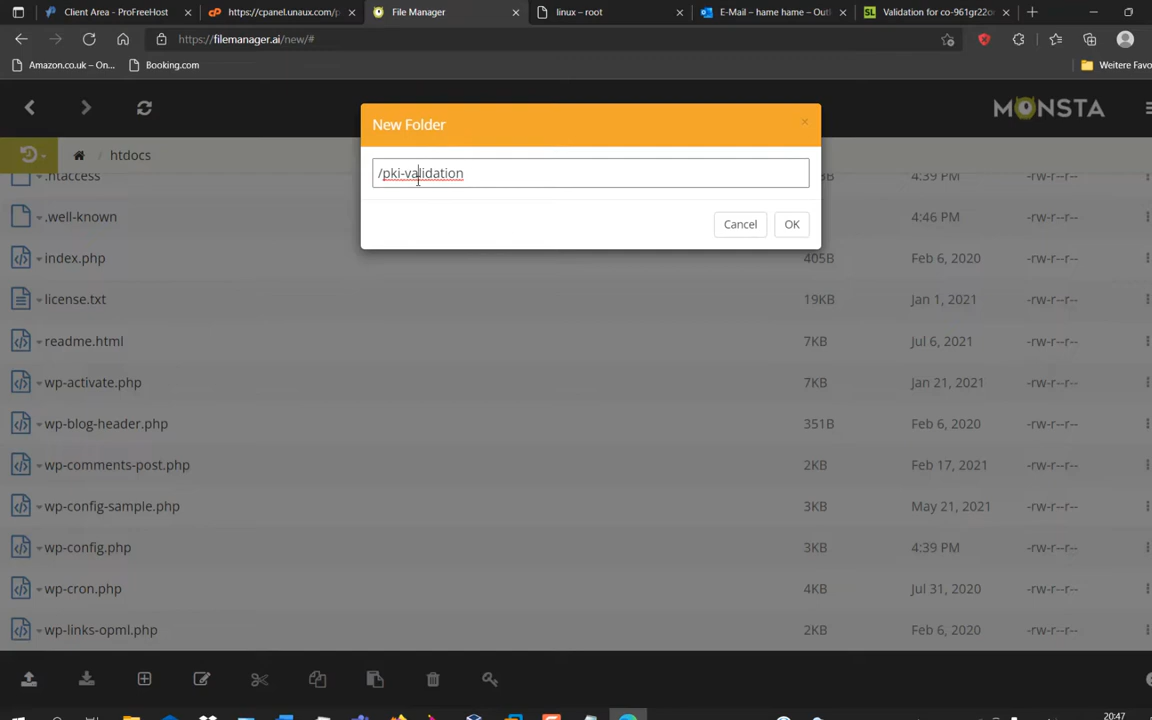 Client Area - ProFreeHost
https://cpanel.unaux.com/p
File Manager
linux – root
E-Mail – hame hame – Out
Validation for co-961gr22o
https://filemanager.ai/new/#
Amazon.co.uk – On...
Booking.com
Weitere Favo
MONSTA
New Folder
×
/pki-validation
Cancel
OK
htdocs
.htaccess
4:39 PM
-rw-r--r--
.well-known
4:46 PM
-rw-r--r--
index.php
405B
Feb 6, 2020
-rw-r--r--
license.txt
19KB
Jan 1, 2021
-rw-r--r--
readme.html
7KB
Jul 6, 2021
-rw-r--r--
wp-activate.php
7KB
Jan 21, 2021
-rw-r--r--
wp-blog-header.php
351B
Feb 6, 2020
-rw-r--r--
wp-comments-post.php
2KB
Feb 17, 2021
-rw-r--r--
wp-config-sample.php
3KB
May 21, 2021
-rw-r--r--
wp-config.php
3KB
4:39 PM
-rw-r--r--
wp-cron.php
4KB
Jul 31, 2020
-rw-r--r--
wp-links-opml.php
2KB
Feb 6, 2020
-rw-r--r--
20:47